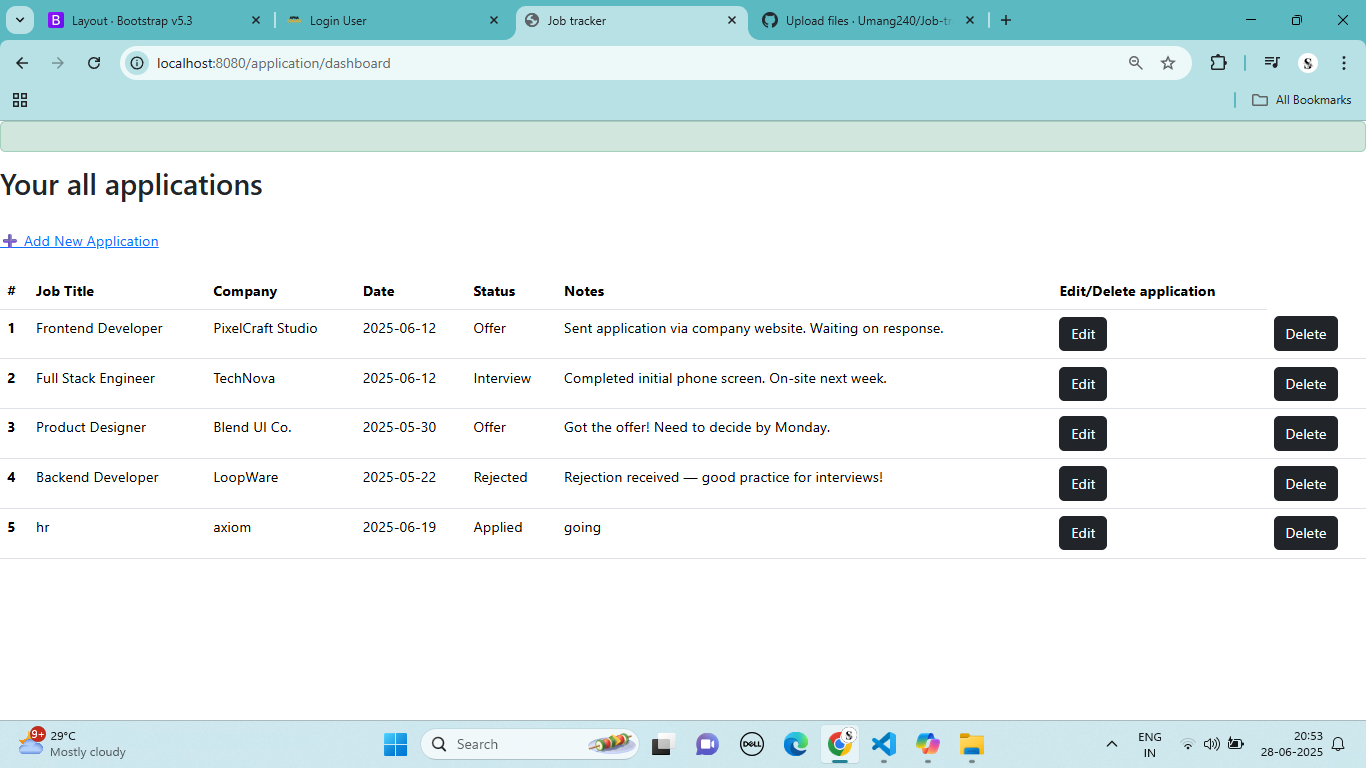 Layout · Bootstrap v5.3
Login User
Job tracker
Upload files · Umang240/Job-tr
localhost:8080/application/dashboard
All Bookmarks
Your all applications
Add New Application
# Job Title Company Date Status Notes Edit/Delete application
1 Frontend Developer PixelCraft Studio 2025-06-12 Offer Sent application via company website. Waiting on response. Edit Delete
2 Full Stack Engineer TechNova 2025-06-12 Interview Completed initial phone screen. On-site next week. Edit Delete
3 Product Designer Blend UI Co. 2025-05-30 Offer Got the offer! Need to decide by Monday. Edit Delete
4 Backend Developer LoopWare 2025-05-22 Rejected Rejection received — good practice for interviews! Edit Delete
5 hr axiom 2025-06-19 Applied going Edit Delete
9+
29°C
Mostly cloudy
Search
DELL
ENG
IN
20:53
28-06-2025